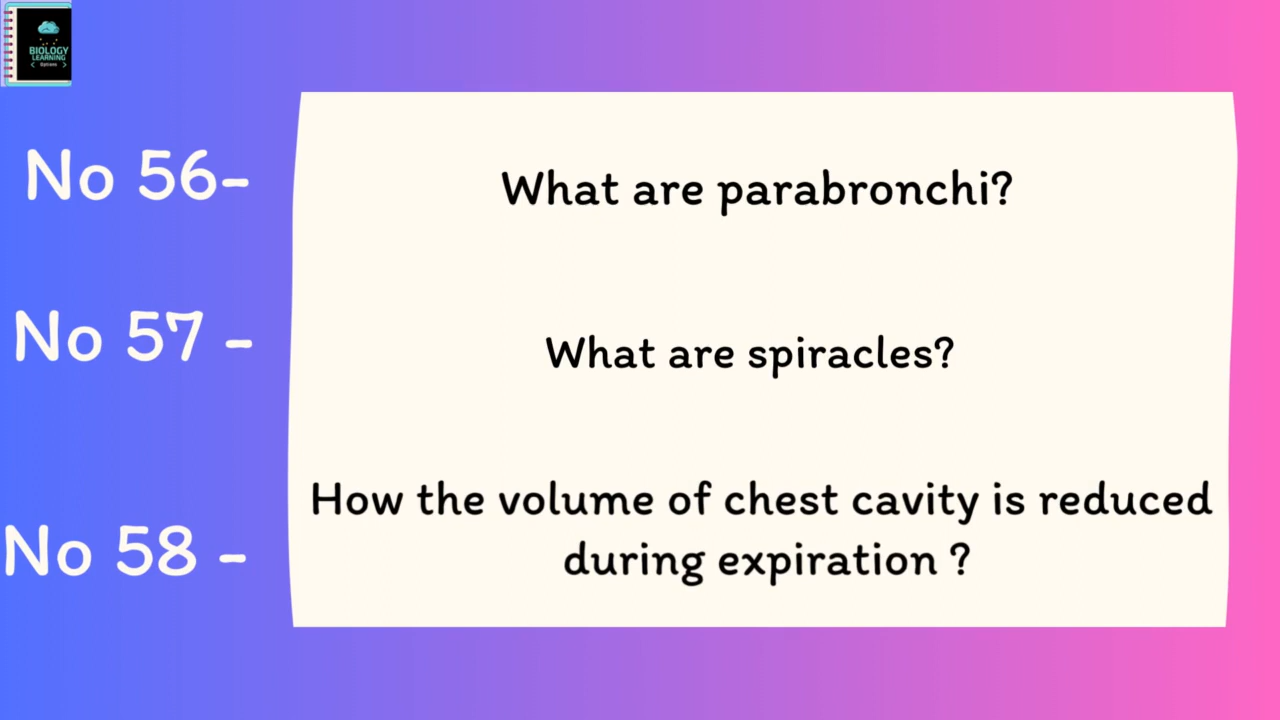 BIOLOGY
LEARNING
No 56-
What are parabronchi?
No 57 -
What are spiracles?
No 58 -
How the volume of chest cavity is reduced
during expiration ?